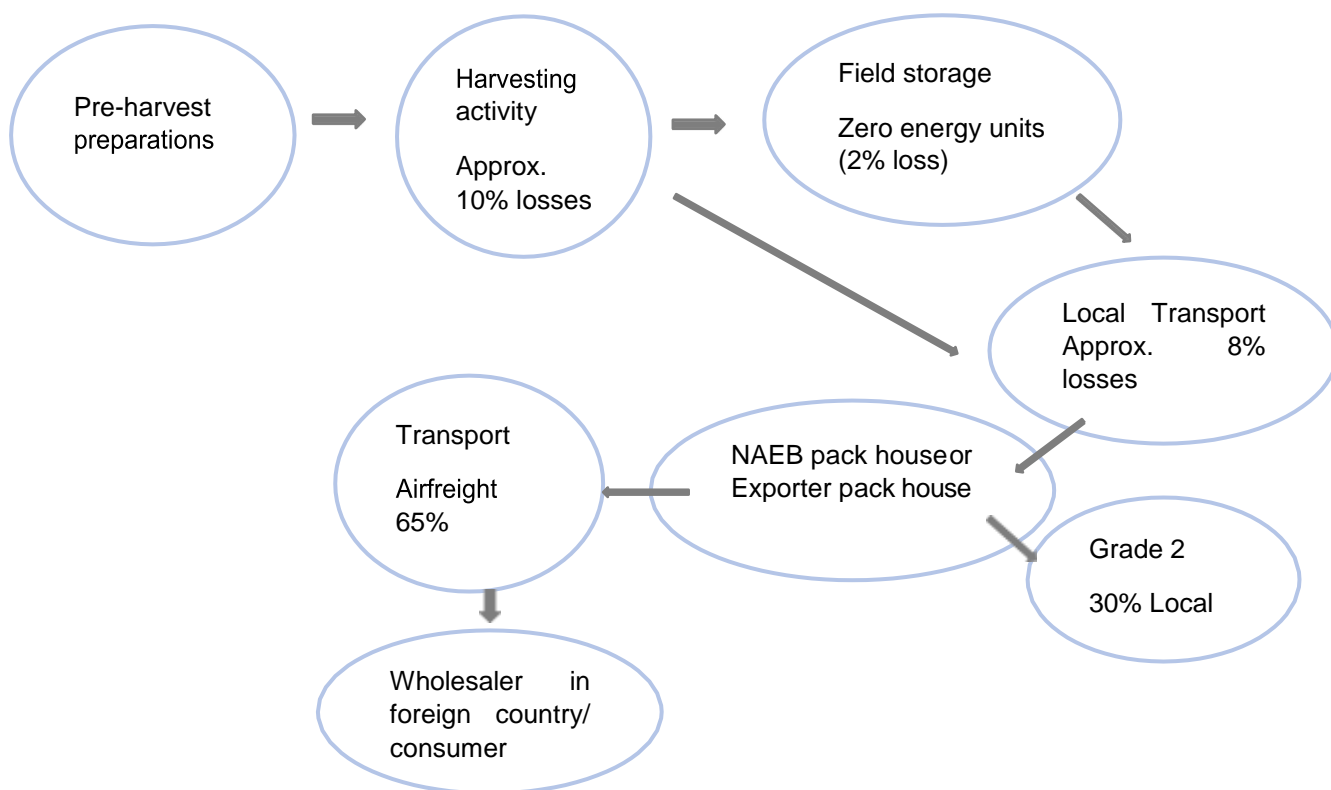 Pre-harvest
preparations
Harvesting
activity
Approx.
10% losses
Field storage
Zero energy units
(2% loss)
Local Transport
Approx. 8%
losses
NAEB pack houseor
Exporter pack house
Transport
Airfreight
65%
Grade 2
30% Local
Wholesaler in
foreign country/
consumer